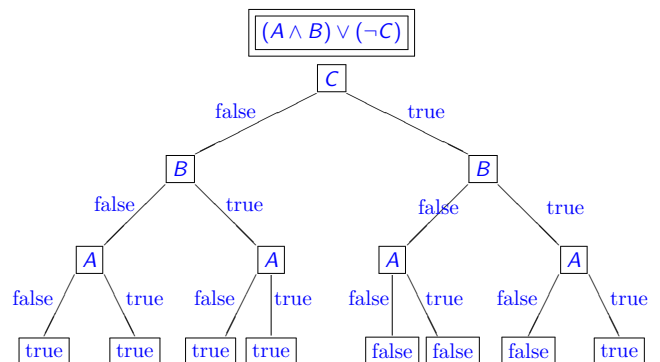 (A ∧ B) ∨ (¬C)
C
false true
B B
false true false true
A A A A
false true false true false true false true
true true true true false false false true